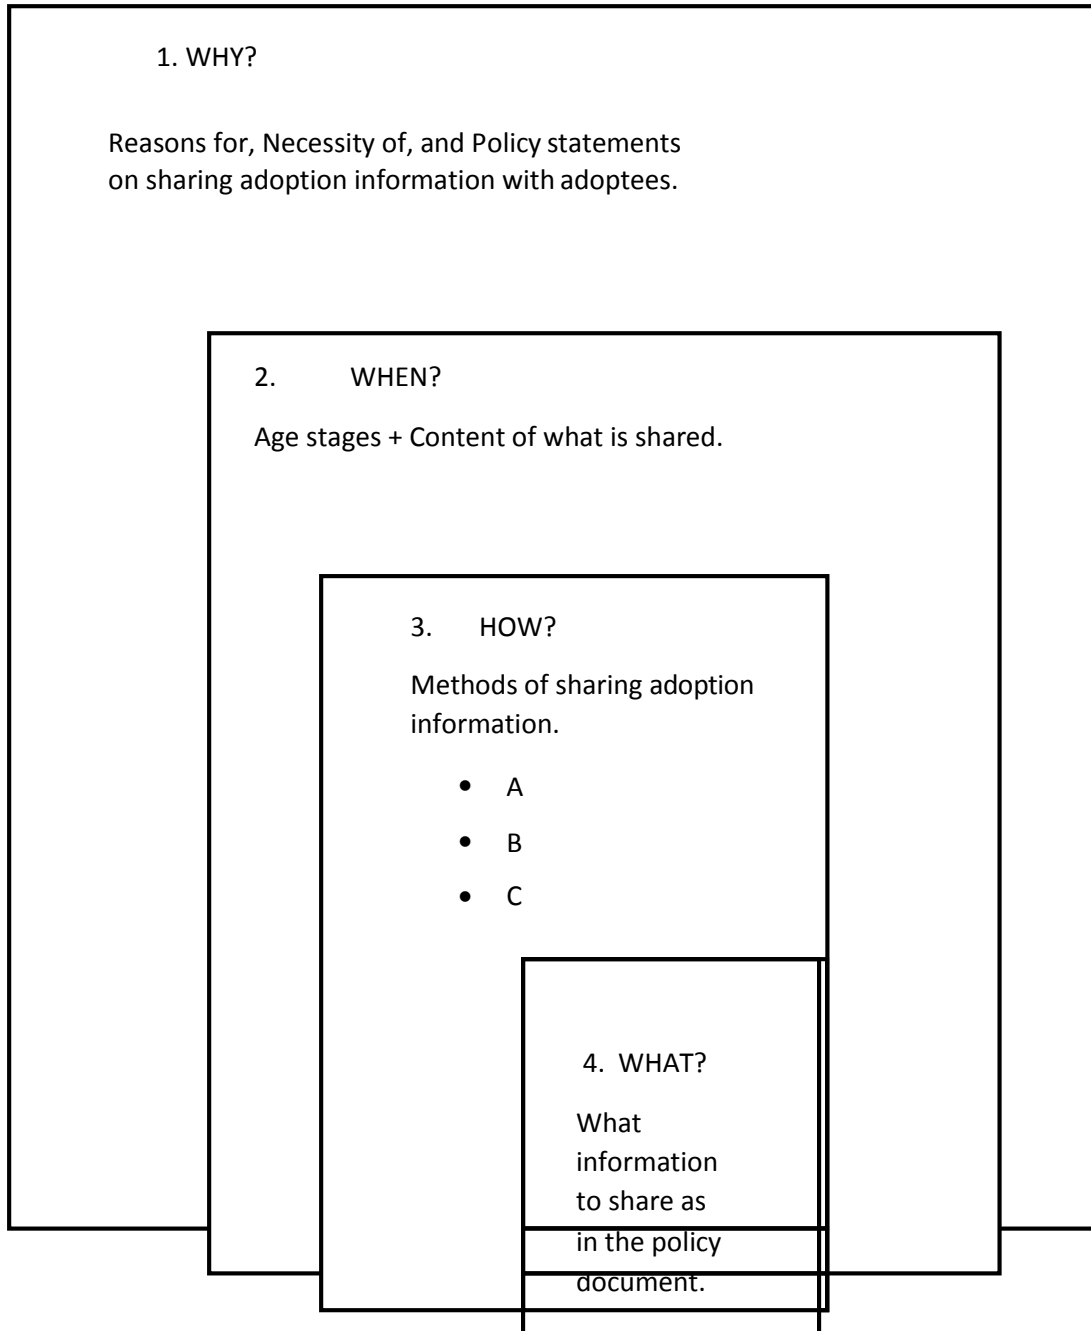 1. WHY?
Reasons for, Necessity of, and Policy statements
on sharing adoption information with adoptees.
2. WHEN?
Age stages + Content of what is shared.
3. HOW?
Methods of sharing adoption
information.
• A
• B
• C
4. WHAT?
What
information
to share as
in the policy
document.